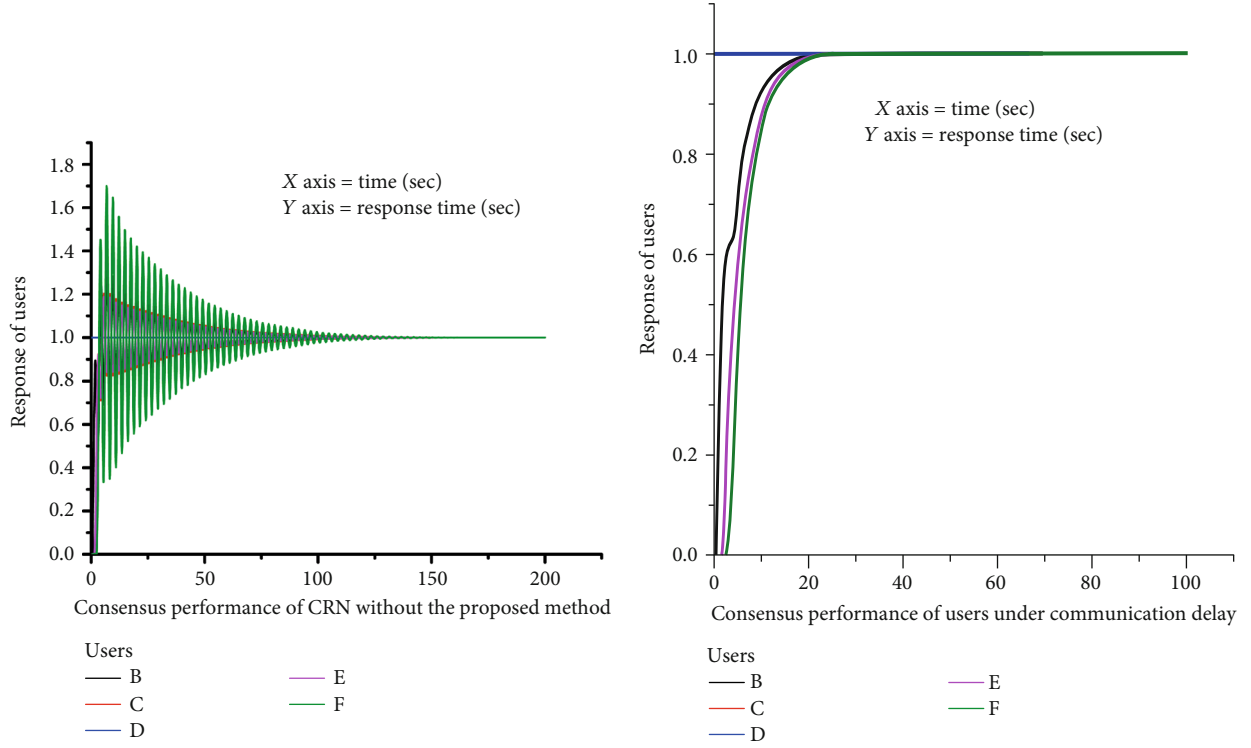 Response of users
1.8
1.6
1.4
1.2
1.0
0.8
0.6
0.4
0.2
0.0
X axis = time (sec)
Y axis = response time (sec)
0 50 100 150 200
Consensus performance of CRN without the proposed method
Users
B
C
D
E
F
Response of users
1.0
0.8
0.6
0.4
0.2
0.0
X axis = time (sec)
Y axis = response time (sec)
0 20 40 60 80 100
Consensus performance of users under communication delay
Users
B
C
D
E
F